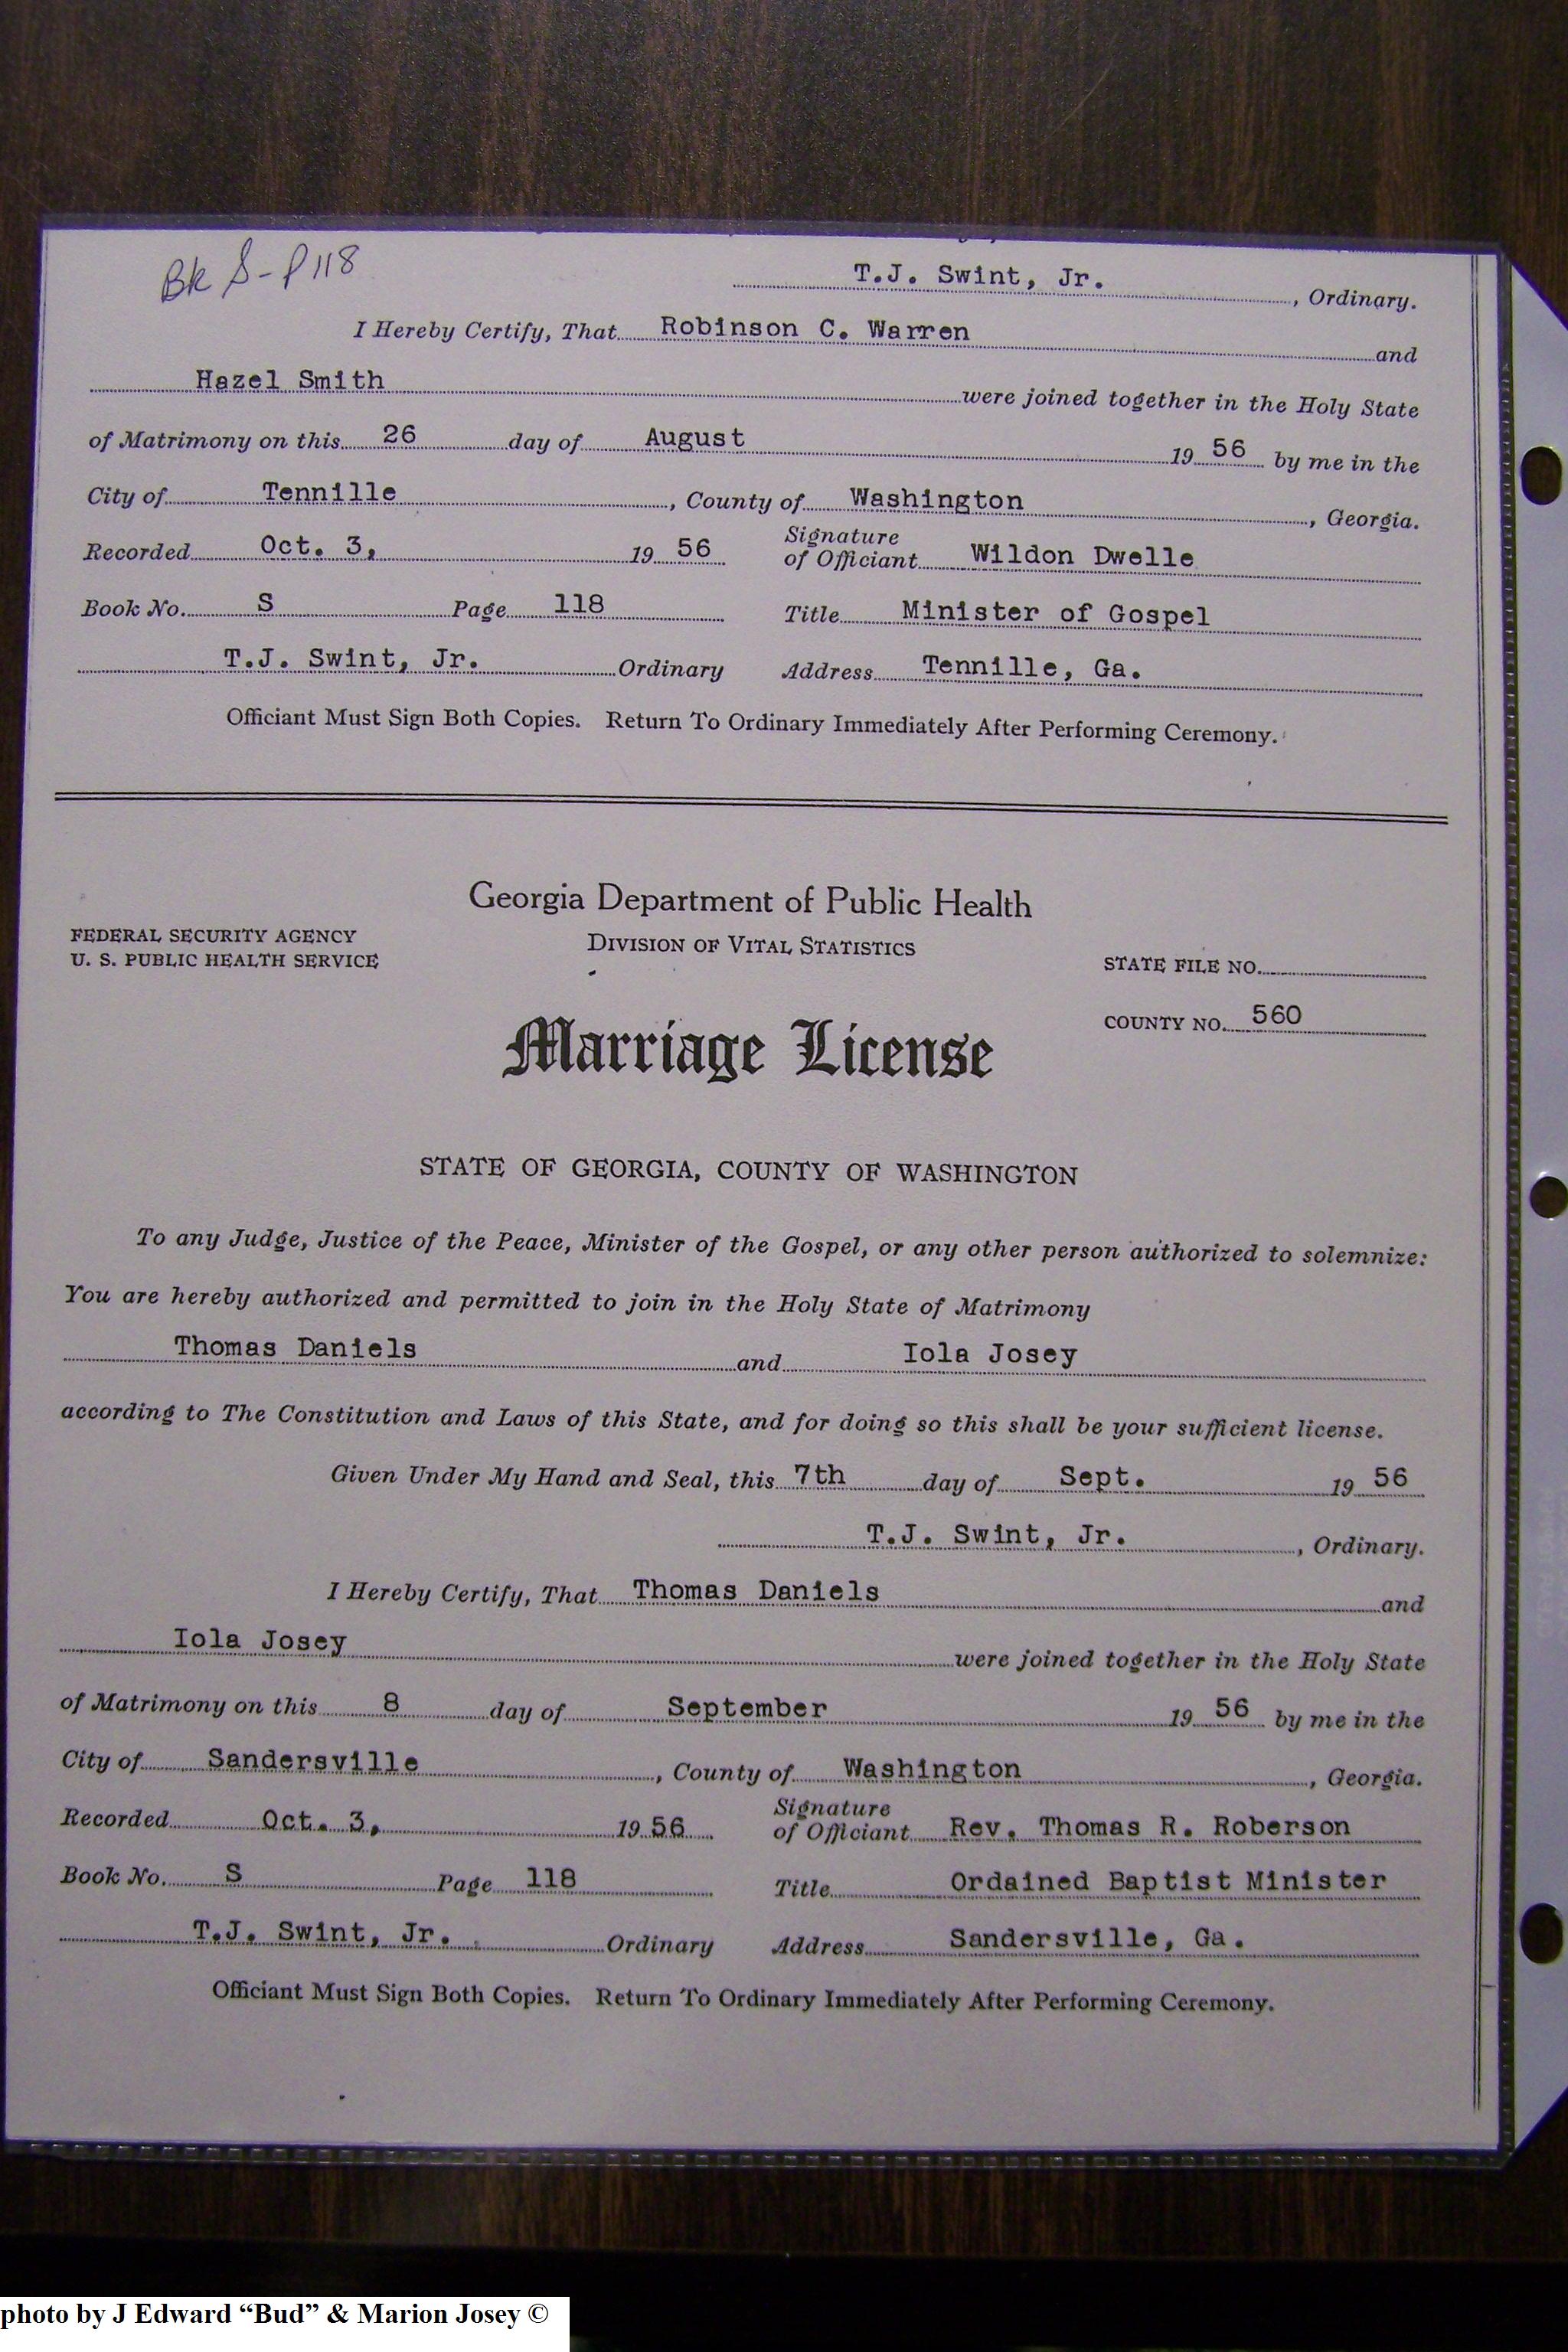 Bk S - P 118
T.J. Swint, Jr. , Ordinary.
I Hereby Certify, That Robinson C. Warren and
Hazel Smith were joined together in the Holy State
of Matrimony on this 26 day of August 19 56 by me in the
City of Tennille , County of Washington , Georgia.
Recorded Oct. 3, 19 56 Signature of Officiant Wildon Dwelle
Book No. S Page 118 Title Minister of Gospel
T.J. Swint, Jr. Ordinary Address Tennille, Ga.
Officiant Must Sign Both Copies. Return To Ordinary Immediately After Performing Ceremony.
Georgia Department of Public Health
FEDERAL SECURITY AGENCY DIVISION OF VITAL STATISTICS
U. S. PUBLIC HEALTH SERVICE STATE FILE NO.
COUNTY NO. 560
Marriage License
STATE OF GEORGIA, COUNTY OF WASHINGTON
To any Judge, Justice of the Peace, Minister of the Gospel, or any other person authorized to solemnize:
You are hereby authorized and permitted to join in the Holy State of Matrimony
Thomas Daniels and Iola Josey
according to The Constitution and Laws of this State, and for doing so this shall be your sufficient license.
Given Under My Hand and Seal, this 7th day of Sept. 19 56
T.J. Swint, Jr. , Ordinary.
I Hereby Certify, That Thomas Daniels and
Iola Josey were joined together in the Holy State
of Matrimony on this 8 day of September 19 56 by me in the
City of Sandersville , County of Washington , Georgia.
Recorded Oct. 3, 19 56 Signature of Officiant Rev. Thomas R. Roberson
Book No. S Page 118 Title Ordained Baptist Minister
T.J. Swint, Jr. Ordinary Address Sandersville, Ga.
Officiant Must Sign Both Copies. Return To Ordinary Immediately After Performing Ceremony.
photo by J Edward “Bud” & Marion Josey ©